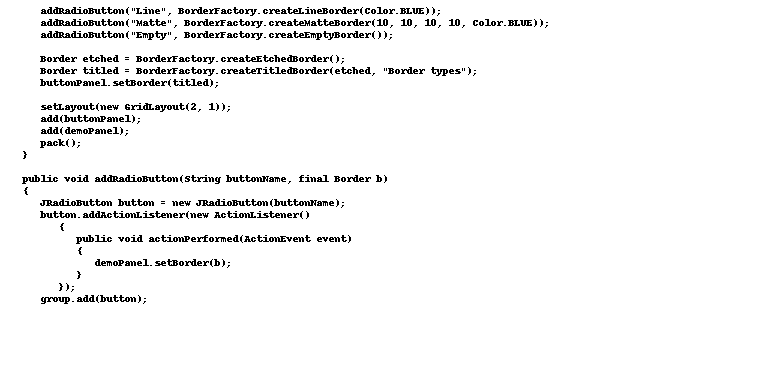 addRadioButton("Line", BorderFactory.createLineBorder(Color.BLUE));
addRadioButton("Matte", BorderFactory.createMatteBorder(10, 10, 10, 10, Color.BLUE));
addRadioButton("Empty", BorderFactory.createEmptyBorder());
Border etched = BorderFactory.createEtchedBorder();
Border titled = BorderFactory.createTitledBorder(etched, "Border types");
buttonPanel.setBorder(titled);
setLayout(new GridLayout(2, 1));
add(buttonPanel);
add(demoPanel);
pack();
}
public void addRadioButton(String buttonName, final Border b)
{
JRadioButton button = new JRadioButton(buttonName);
button.addActionListener(new ActionListener()
{
public void actionPerformed(ActionEvent event)
{
demoPanel.setBorder(b);
}
});
group.add(button);